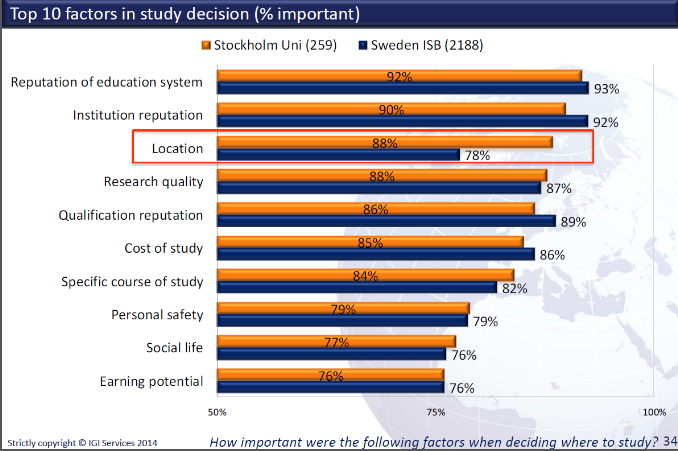 Top 10 factors in study decision (% important)
Stockholm Uni (259) Sweden ISB (2188)
Reputation of education system 92% 93%
Institution reputation 90% 92%
Location 88% 78%
Research quality 88% 87%
Qualification reputation 86% 89%
Cost of study 85% 86%
Specific course of study 84% 82%
Personal safety 79% 79%
Social life 77% 76%
Earning potential 76% 76%
50% 75% 100%
Strictly copyright © IGI Services 2014 How important were the following factors when deciding where to study? 34